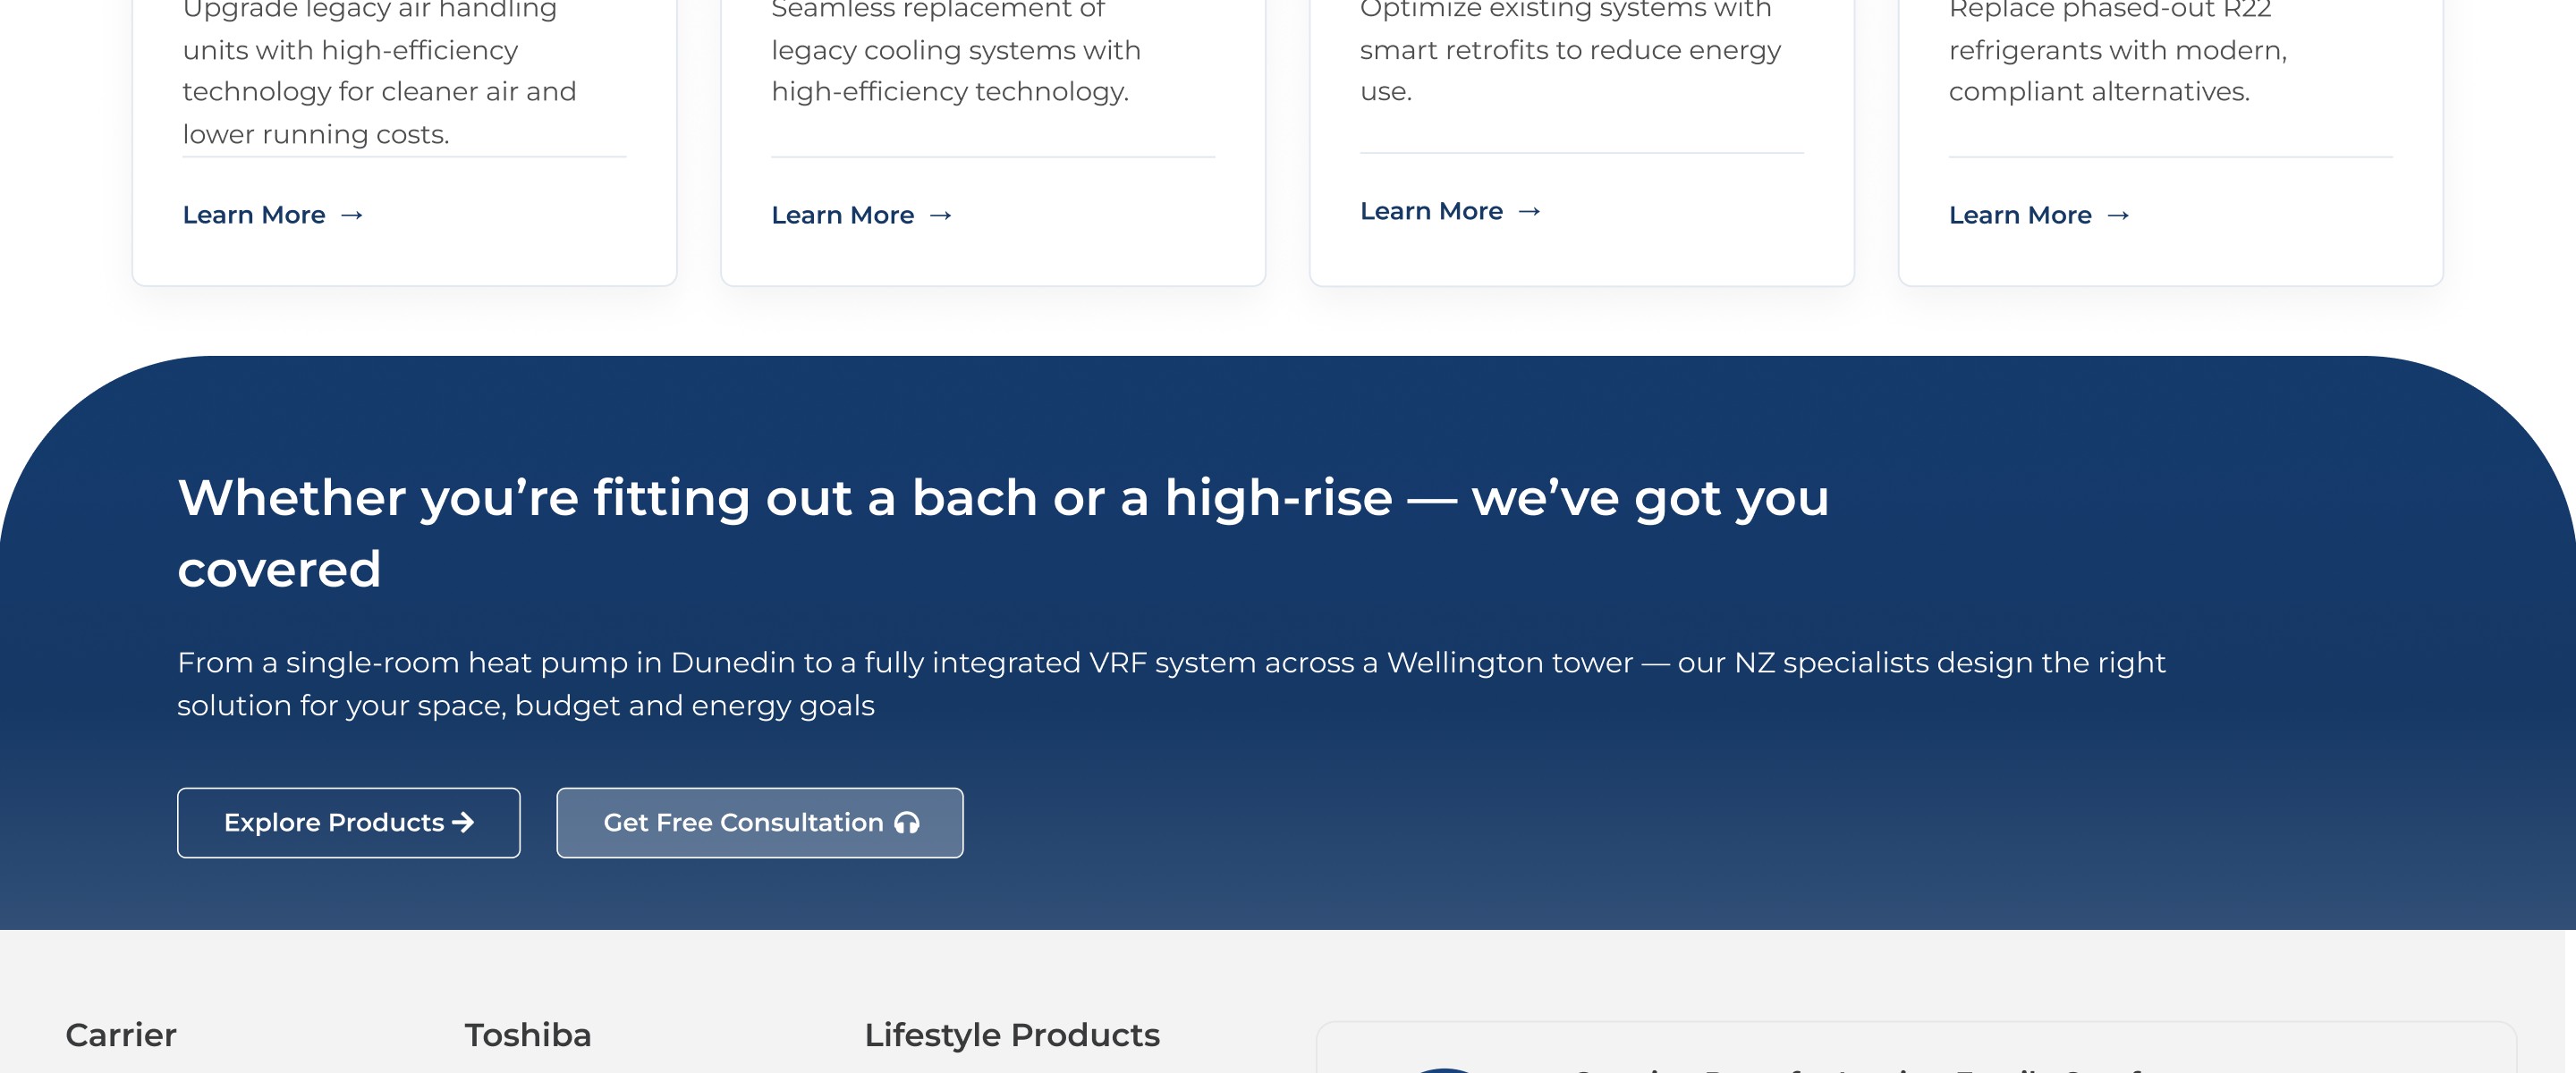 Upgrade legacy air handling
units with high-efficiency
technology for cleaner air and
lower running costs.
Learn More →
Seamless replacement of
legacy cooling systems with
high-efficiency technology.
Learn More →
Optimize existing systems with
smart retrofits to reduce energy
use.
Learn More →
Replace phased-out R22
refrigerants with modern,
compliant alternatives.
Learn More →
Whether you’re fitting out a bach or a high-rise — we’ve got you
covered
From a single-room heat pump in Dunedin to a fully integrated VRF system across a Wellington tower — our NZ specialists design the right
solution for your space, budget and energy goals
Explore Products →
Get Free Consultation
Carrier
Toshiba
Lifestyle Products